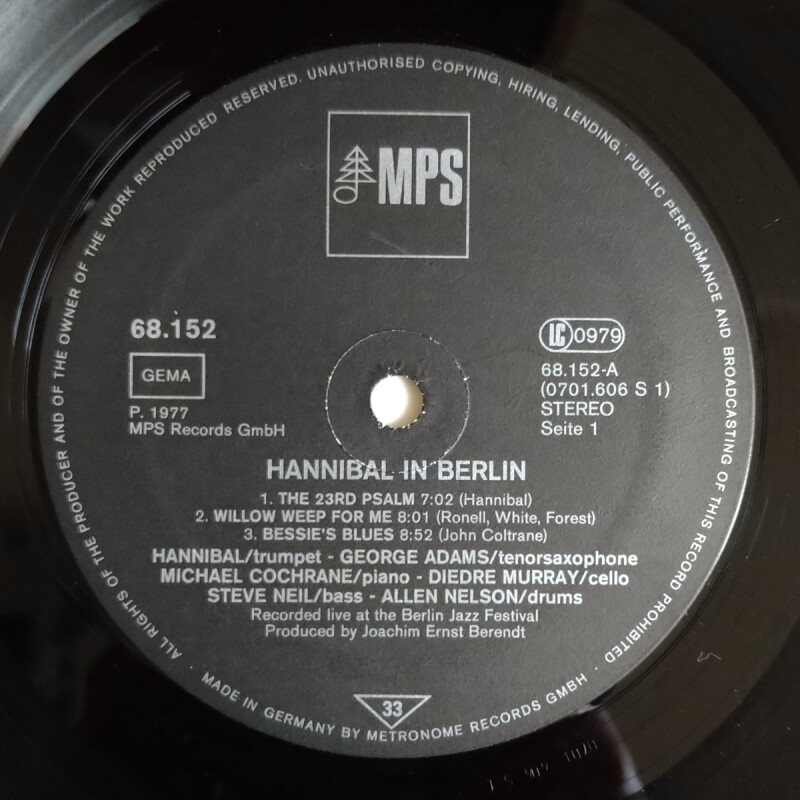 ALL RIGHTS OF THE PRODUCER AND OF THE OWNER OF THE WORK REPRODUCED RESERVED. UNAUTHORISED COPYING, HIRING, LENDING, PUBLIC PERFORMANCE AND BROADCASTING OF THIS RECORD PROHIBITED
MPS
68.152
GEMA
P. 1977
MPS Records GmbH
LC 0979
68.152-A
(0701.606 S 1)
STEREO
Seite 1
HANNIBAL IN BERLIN
1. THE 23RD PSALM 7:02 (Hannibal)
2. WILLOW WEEP FOR ME 8:01 (Ronell, White, Forest)
3. BESSIE'S BLUES 8:52 (John Coltrane)
HANNIBAL/trumpet - GEORGE ADAMS/tenorsaxophone
MICHAEL COCHRANE/piano - DIEDRE MURRAY/cello
STEVE NEIL/bass - ALLEN NELSON/drums
Recorded live at the Berlin Jazz Festival
Produced by Joachim Ernst Berendt
33
· MADE IN GERMANY BY METRONOME RECORDS GMBH ·